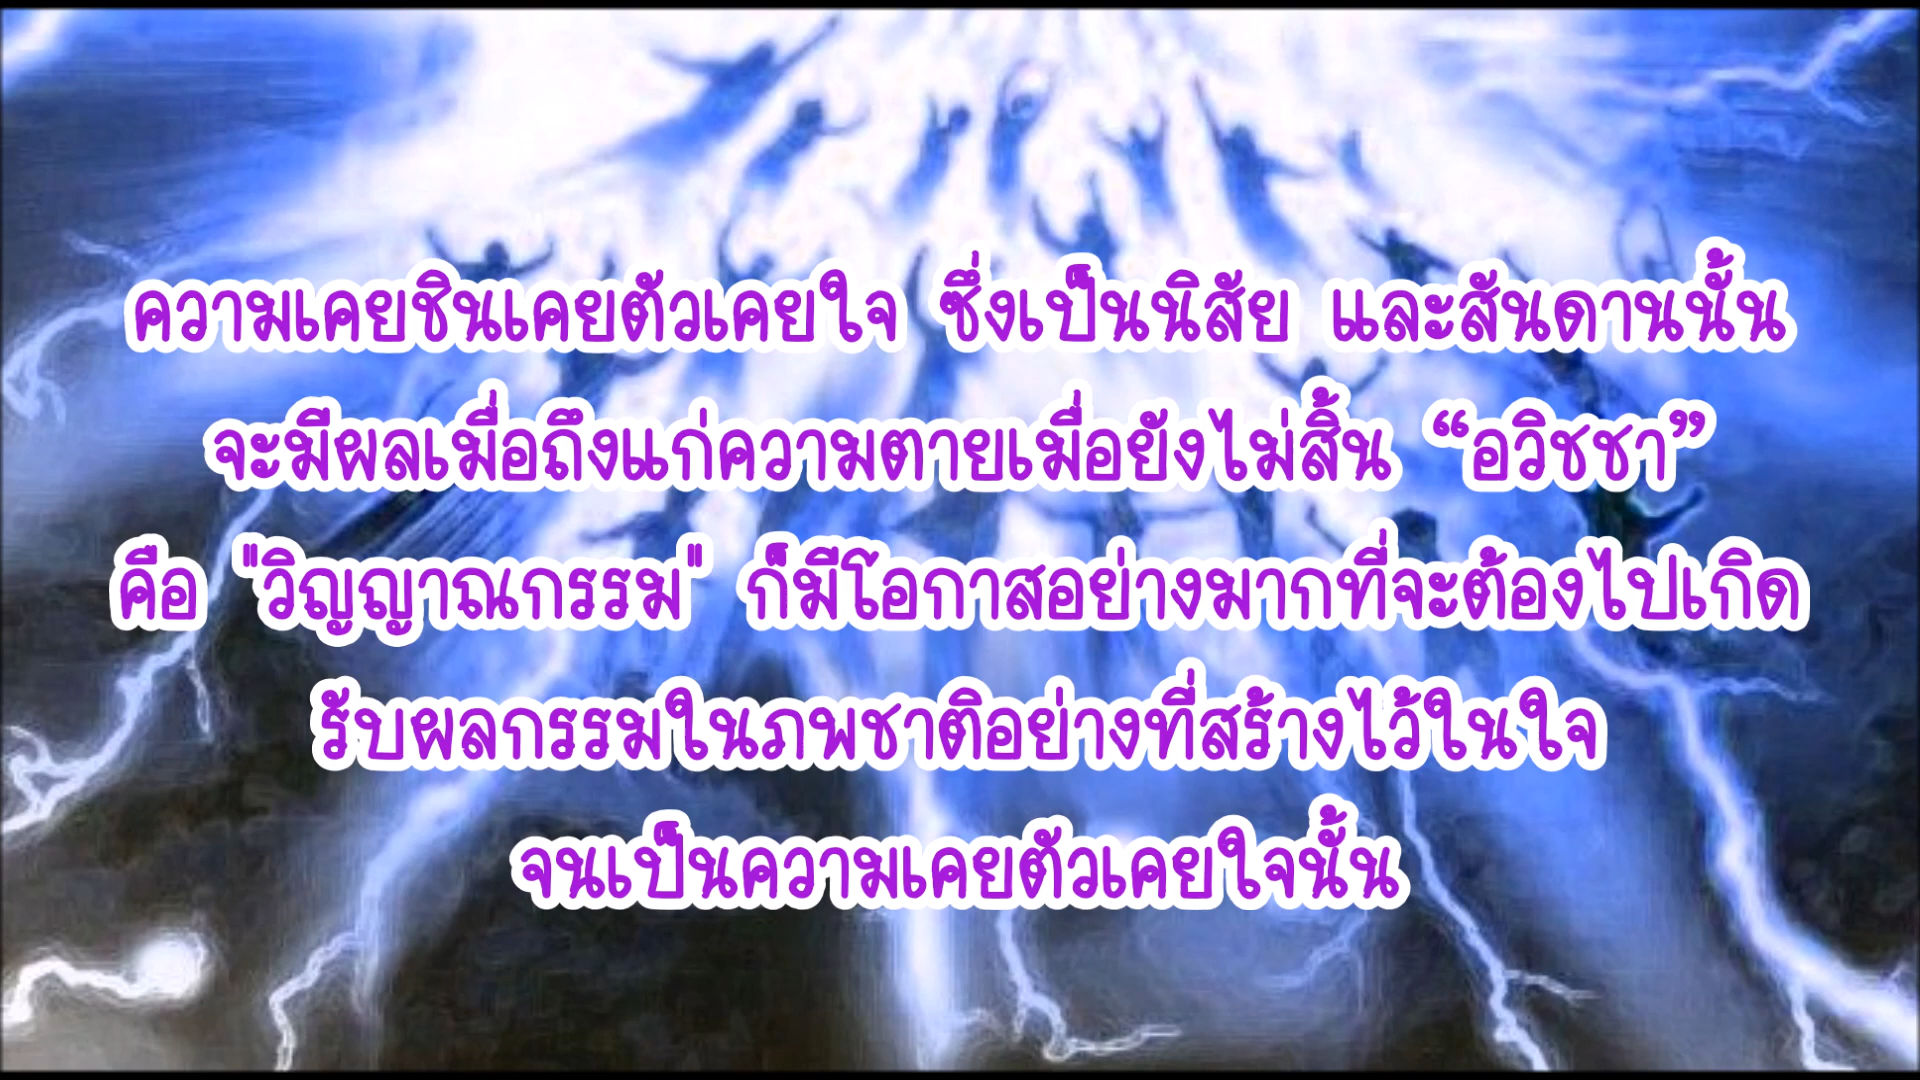 ความเคยชินเคยตัวเคยใจ ซึ่งเป็นนิสัย และสันดานนั้น
จะมีผลเมื่อถึงแก่ความตายเมื่อยังไม่สิ้น “อวิชชา”
คือ "วิญญาณกรรม" ก็มีโอกาสอย่างมากที่จะต้องไปเกิด
รับผลกรรมในภพชาติอย่างที่สร้างไว้ในใจ
จนเป็นความเคยตัวเคยใจนั้น